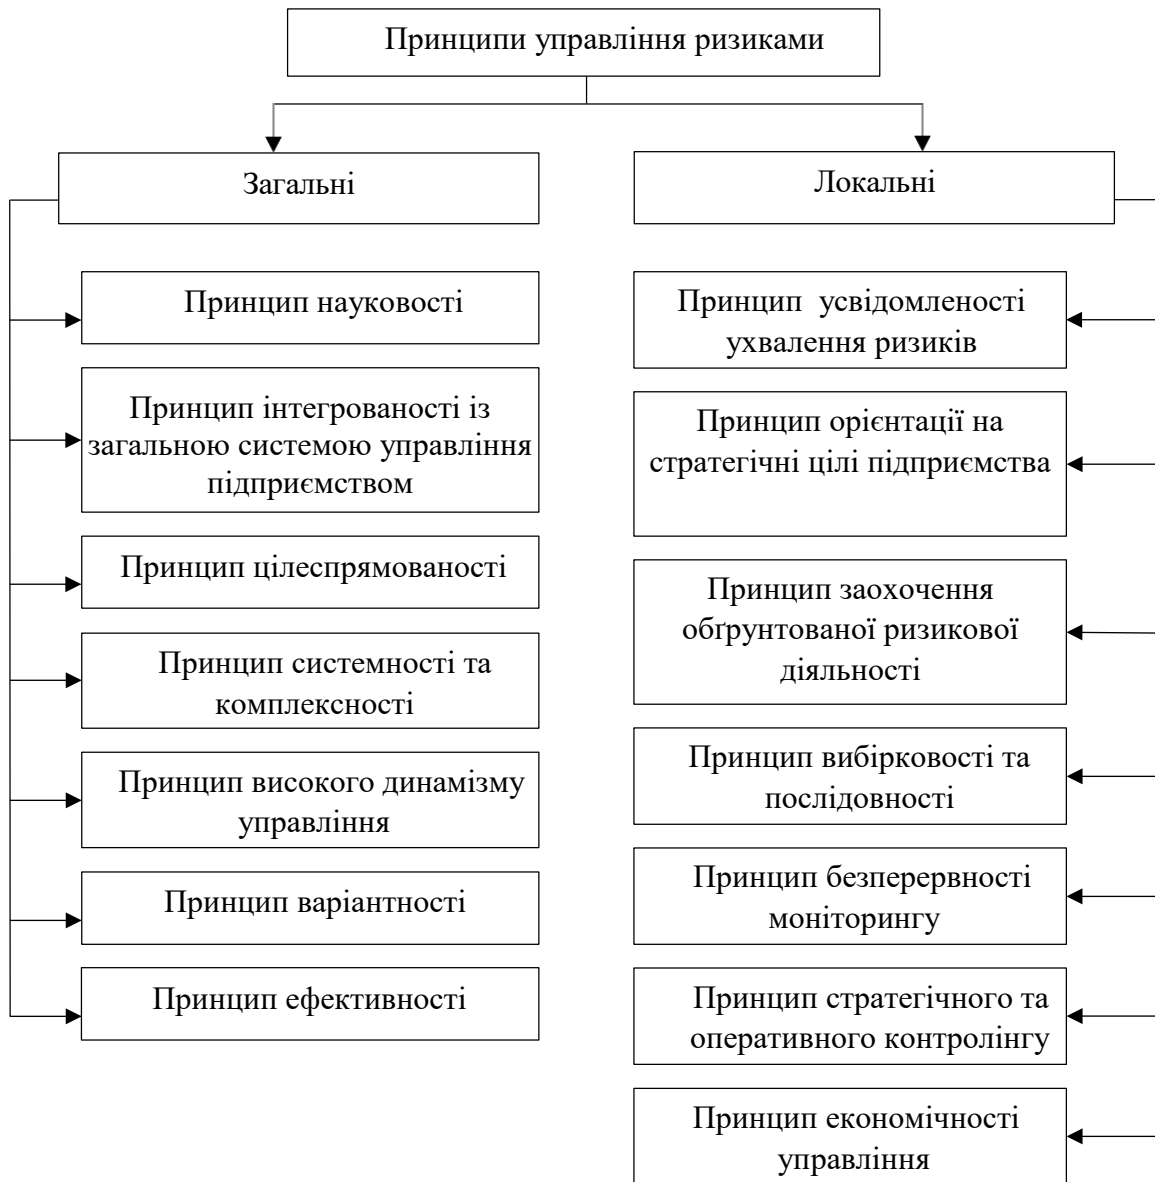 Принципи управління ризиками
Загальні
Принцип науковості
Принцип інтегрованості із
загальною системою управління
підприємством
Принцип цілеспрямованості
Принцип системності та
комплексності
Принцип високого динамізму
управління
Принцип варіантності
Принцип ефективності
Локальні
Принцип усвідомленості
ухвалення ризиків
Принцип орієнтації на
стратегічні цілі підприємства
Принцип заохочення
обґрунтованої ризикової
діяльності
Принцип вибірковості та
послідовності
Принцип безперервності
моніторингу
Принцип стратегічного та
оперативного контролінгу
Принцип економічності
управління